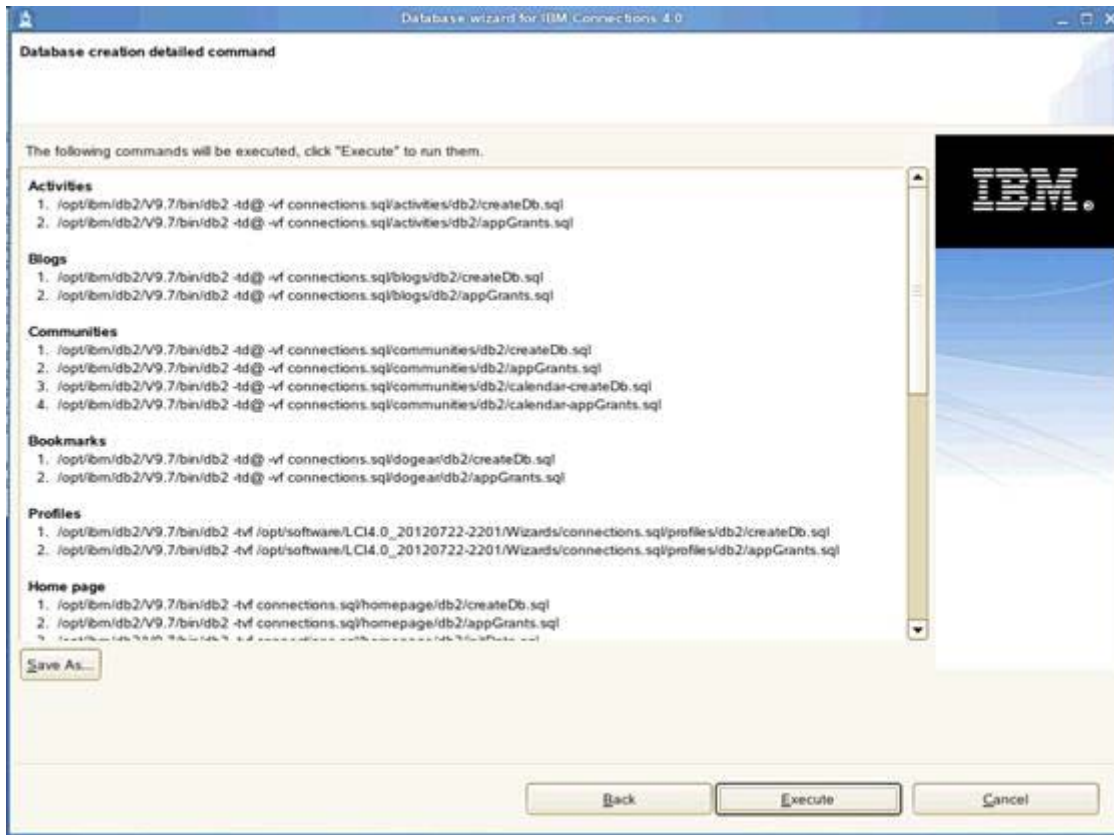 Database wizard for IBM Connections 4.0
Database creation detailed command
The following commands will be executed, click "Execute" to run them.
IBM.
Activities
1. /opt/ibm/db2/V9.7/bin/db2 -td@ -vf connections.sql/activities/db2/createDb.sql
2. /opt/ibm/db2/V9.7/bin/db2 -td@ -vf connections.sql/activities/db2/appGrants.sql
Blogs
1. /opt/ibm/db2/V9.7/bin/db2 -td@ -vf connections.sql/blogs/db2/createDb.sql
2. /opt/ibm/db2/V9.7/bin/db2 -td@ -vf connections.sql/blogs/db2/appGrants.sql
Communities
1. /opt/ibm/db2/V9.7/bin/db2 -td@ -vf connections.sql/communities/db2/createDb.sql
2. /opt/ibm/db2/V9.7/bin/db2 -td@ -vf connections.sql/communities/db2/appGrants.sql
3. /opt/ibm/db2/V9.7/bin/db2 -td@ -vf connections.sql/communities/db2/calendar-createDb.sql
4. /opt/ibm/db2/V9.7/bin/db2 -td@ -vf connections.sql/communities/db2/calendar-appGrants.sql
Bookmarks
1. /opt/ibm/db2/V9.7/bin/db2 -td@ -vf connections.sql/dogear/db2/createDb.sql
2. /opt/ibm/db2/V9.7/bin/db2 -td@ -vf connections.sql/dogear/db2/appGrants.sql
Profiles
1. /opt/ibm/db2/V9.7/bin/db2 -tvf /opt/software/LCI4.0_20120722-2201/Wizards/connections.sql/profiles/db2/createDb.sql
2. /opt/ibm/db2/V9.7/bin/db2 -tvf /opt/software/LCI4.0_20120722-2201/Wizards/connections.sql/profiles/db2/appGrants.sql
Home page
1. /opt/ibm/db2/V9.7/bin/db2 -tvf connections.sql/homepage/db2/createDb.sql
2. /opt/ibm/db2/V9.7/bin/db2 -tvf connections.sql/homepage/db2/appGrants.sql
Save As...
Back
Execute
Cancel